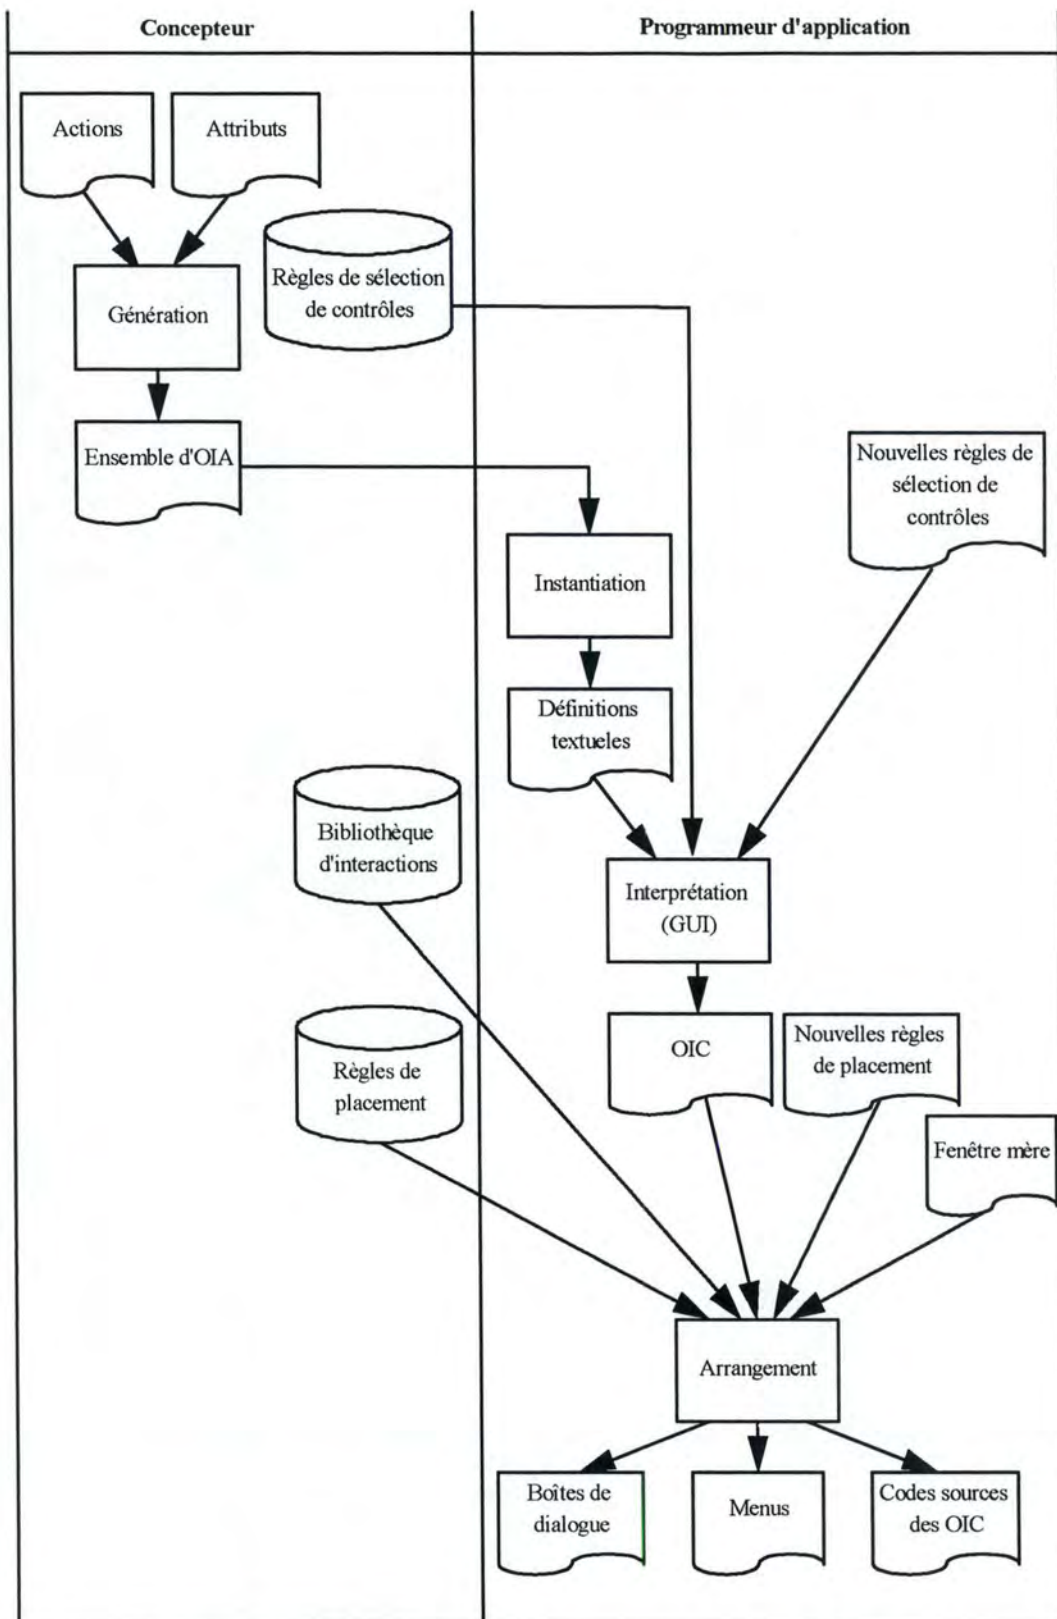 Concepteur
Programmeur d'application
Actions
Attributs
Règles de sélection
de contrôles
Génération
Ensemble d'OIA
Nouvelles règles de
sélection de
contrôles
Instantiation
Définitions
textueles
Bibliothèque
d'interactions
Interprétation
(GUI)
Règles de
placement
OIC
Nouvelles règles
de placement
Fenêtre mère
Arrangement
Boîtes de
dialogue
Menus
Codes sources
des OIC